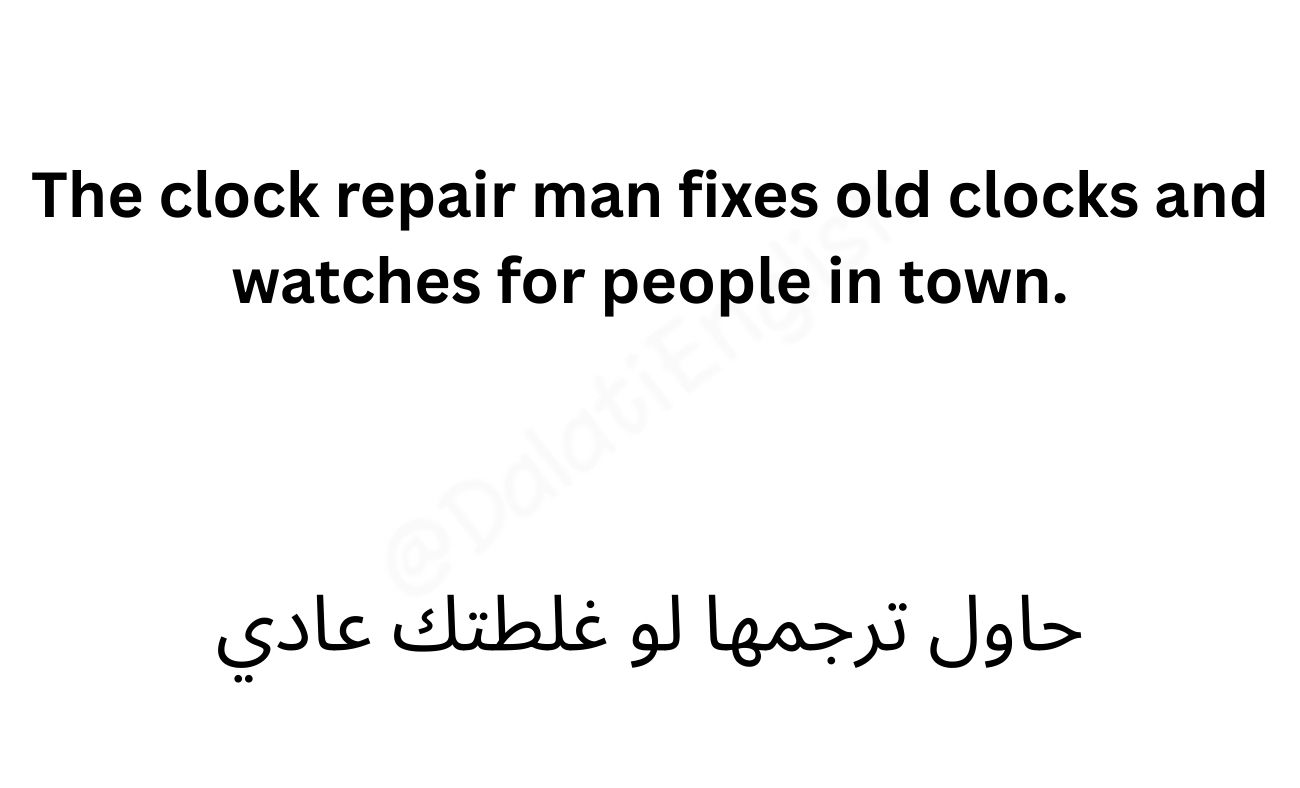 The clock repair man fixes old clocks and
watches for people in town.
@DalatiEnglish
حاول ترجمها لو غلطتك عادي